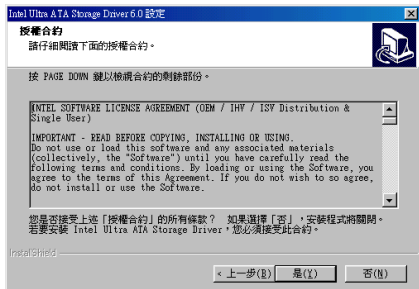 Intel Ultra ATA Storage Driver 6.0 設定
授權合約
請仔細閱讀下面的授權合約。
按 PAGE DOWN 鍵以檢視合約的剩餘部份。
INTEL SOFTWARE LICENSE AGREEMENT (OEM / IHV / ISV Distribution &
Single User)
IMPORTANT - READ BEFORE COPYING, INSTALLING OR USING.
Do not use or load this software and any associated materials
(collectively, the "Software") until you have carefully read the
following terms and conditions. By loading or using the Software, you
agree to the terms of this Agreement. If you do not wish to so agree,
do not install or use the Software.
您是否接受上述「授權合約」的所有條款？ 如果選擇「否」，安裝程式將關閉。
若要安裝 Intel Ultra ATA Storage Driver，您必須接受此合約。
InstallShield
< 上一步(B) 是(Y) 否(N)